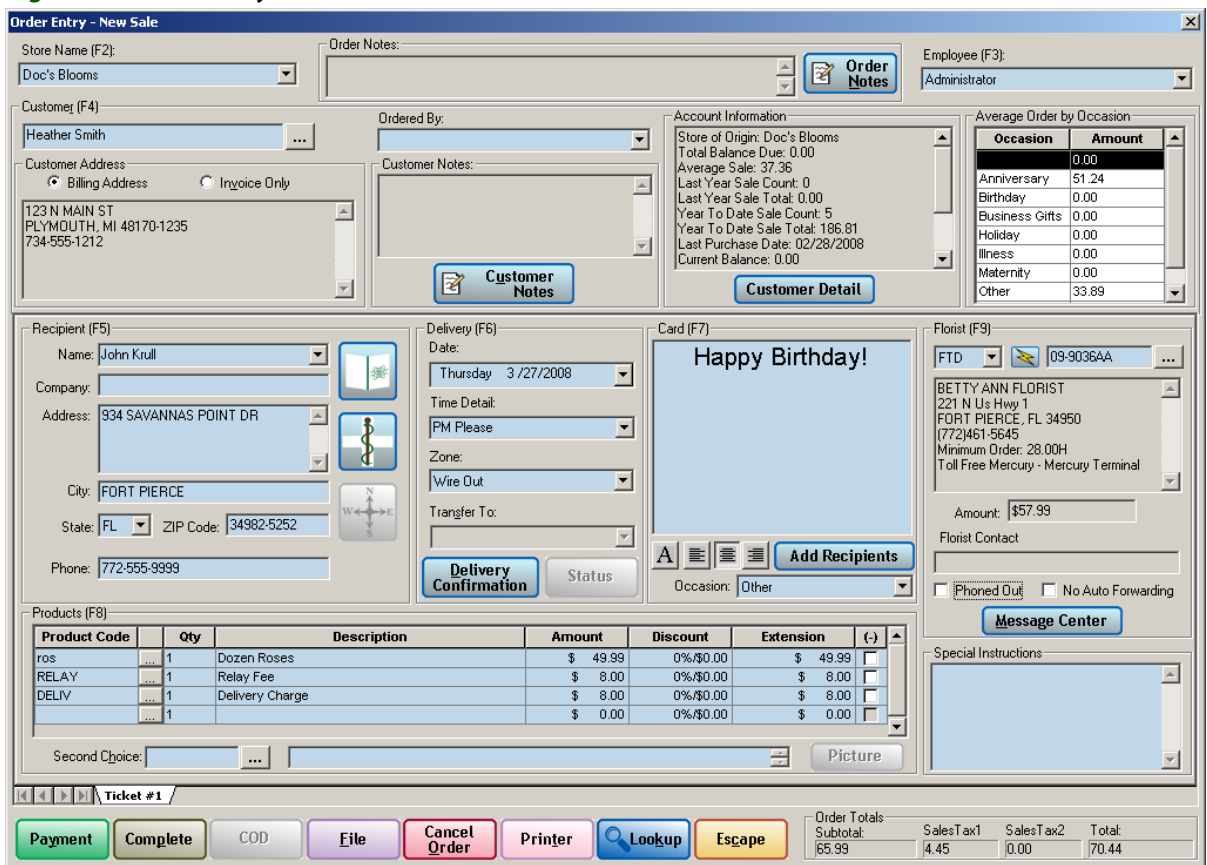 Order Entry - New Sale
Store Name (F2):
Doc's Blooms
Order Notes:
Order Notes
Employee (F3):
Administrator
Customer (F4)
Heather Smith
...
Customer Address
Billing Address
Invoice Only
123 N MAIN ST
PLYMOUTH, MI 48170-1235
734-555-1212
Ordered By:
Customer Notes:
Customer Notes
Account Information
Store of Origin: Doc's Blooms
Total Balance Due: 0.00
Average Sale: 37.36
Last Year Sale Count: 0
Last Year Sale Total: 0.00
Year To Date Sale Count: 5
Year To Date Sale Total: 186.81
Last Purchase Date: 02/28/2008
Current Balance: 0.00
Customer Detail
Average Order by Occasion
Occasion Amount
0.00
Anniversary 51.24
Birthday 0.00
Business Gifts 0.00
Holiday 0.00
Illness 0.00
Maternity 0.00
Other 33.89
Recipient (F5)
Name: John Krull
Company:
Address: 934 SAVANNAS POINT DR
City: FORT PIERCE
State: FL ZIP Code: 34982-5252
Phone: 772-555-9999
N
W E
S
Delivery (F6)
Date:
Thursday 3 /27/2008
Time Detail:
PM Please
Zone:
Wire Out
Transfer To:
Delivery Confirmation
Status
Card (F7)
Happy Birthday!
A
Add Recipients
Occasion: Other
Florist (F9)
FTD 09-9036AA ...
BETTY ANN FLORIST
221 N Us Hwy 1
FORT PIERCE, FL 34950
(772)461-5645
Minimum Order: 28.00H
Toll Free Mercury - Mercury Terminal
Amount: $57.99
Florist Contact
Phoned Out No Auto Forwarding
Message Center
Products (F8)
Product Code Qty Description Amount Discount Extension (-)
ros ... 1 Dozen Roses $ 49.99 0%/$0.00 $ 49.99
RELAY ... 1 Relay Fee $ 8.00 0%/$0.00 $ 8.00
DELIV ... 1 Delivery Charge $ 8.00 0%/$0.00 $ 8.00
... 1 $ 0.00 0%/$0.00 $ 0.00
Second Choice: ...
Picture
Special Instructions
Ticket #1
Payment
Complete
COD
File
Cancel Order
Printer
Lookup
Escape
Order Totals
Subtotal: SalesTax1 SalesTax2 Total:
65.99 4.45 0.00 70.44